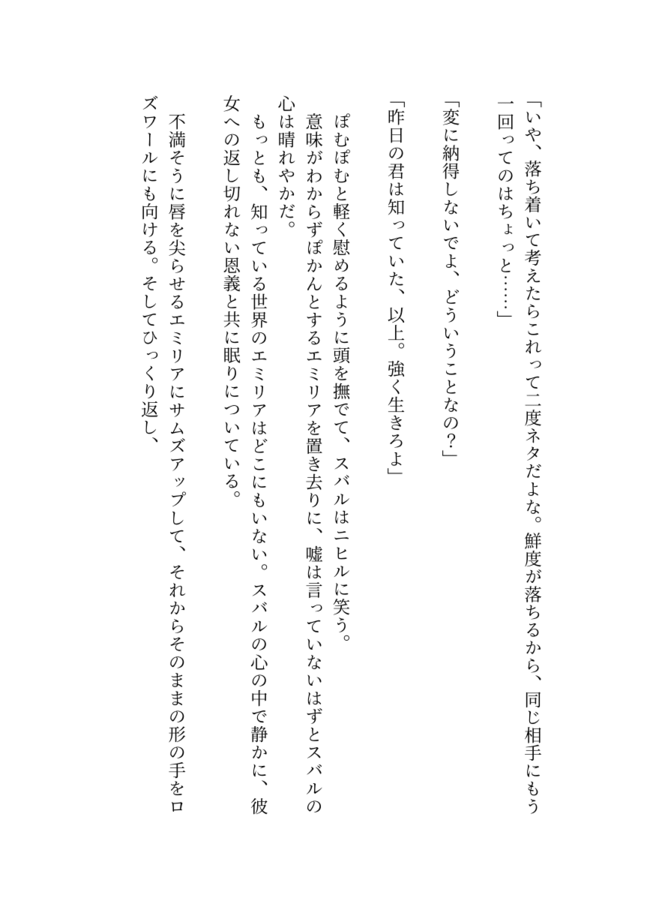 「いや、落ち着いて考えたらこれって二度ネタだよな。鮮度が落ちるから、同じ相手にもう
一回ってのはちょっと……」
「変に納得しないでよ、どういうことなの？」
「昨日の君は知っていた、以上。強く生きろよ」
　ぽむぽむと軽く慰めるように頭を撫でて、スバルはニヒルに笑う。
　意味がわからずぽかんとするエミリアを置き去りに、嘘は言っていないはずとスバルの
心は晴れやかだ。
　もっとも、知っている世界のエミリアはどこにもいない。スバルの心の中で静かに、彼
女への返し切れない恩義と共に眠りについている。
　不満そうに唇を尖らせるエミリアにサムズアップして、それからそのままの形の手をロ
ズワールにも向ける。そしてひっくり返し、